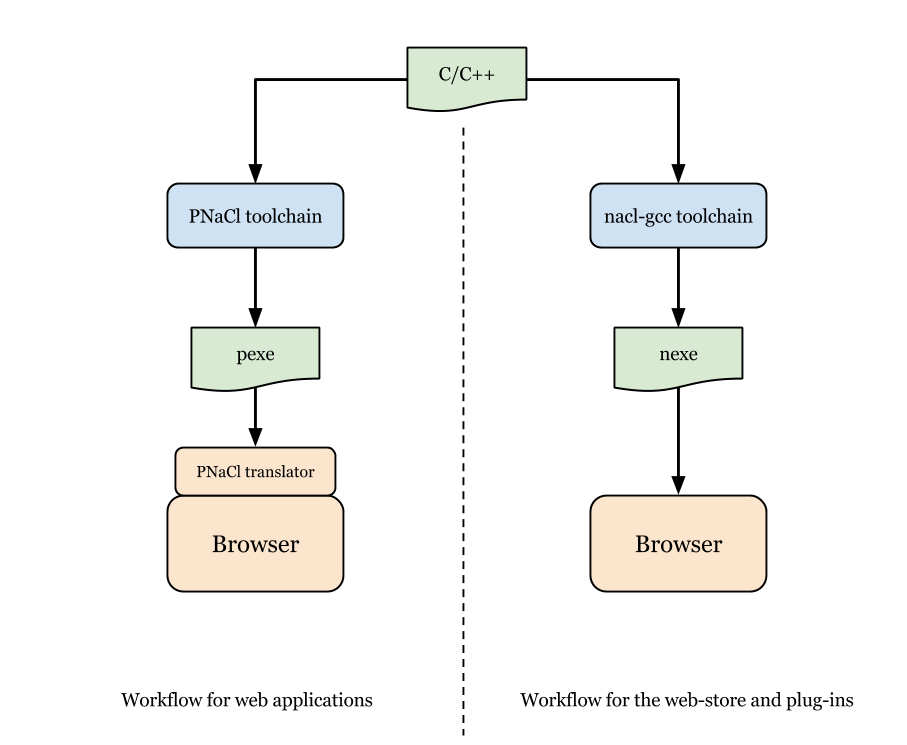 C/C++
PNaCl toolchain
nacl-gcc toolchain
pexe
nexe
PNaCl translator
Browser
Browser
Workflow for web applications
Workflow for the web-store and plug-ins